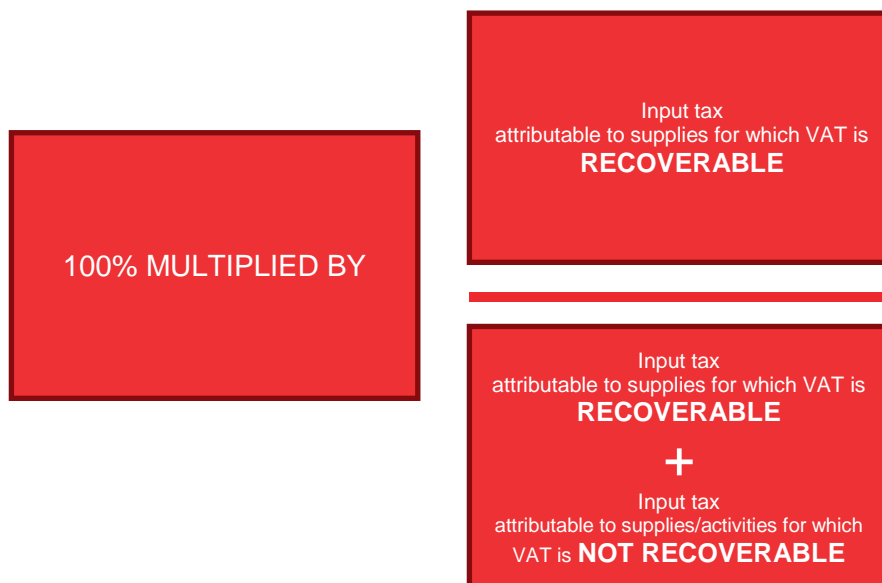 100% MULTIPLIED BY
Input tax
attributable to supplies for which VAT is
RECOVERABLE
Input tax
attributable to supplies for which VAT is
RECOVERABLE
+
Input tax
attributable to supplies/activities for which
VAT is NOT RECOVERABLE